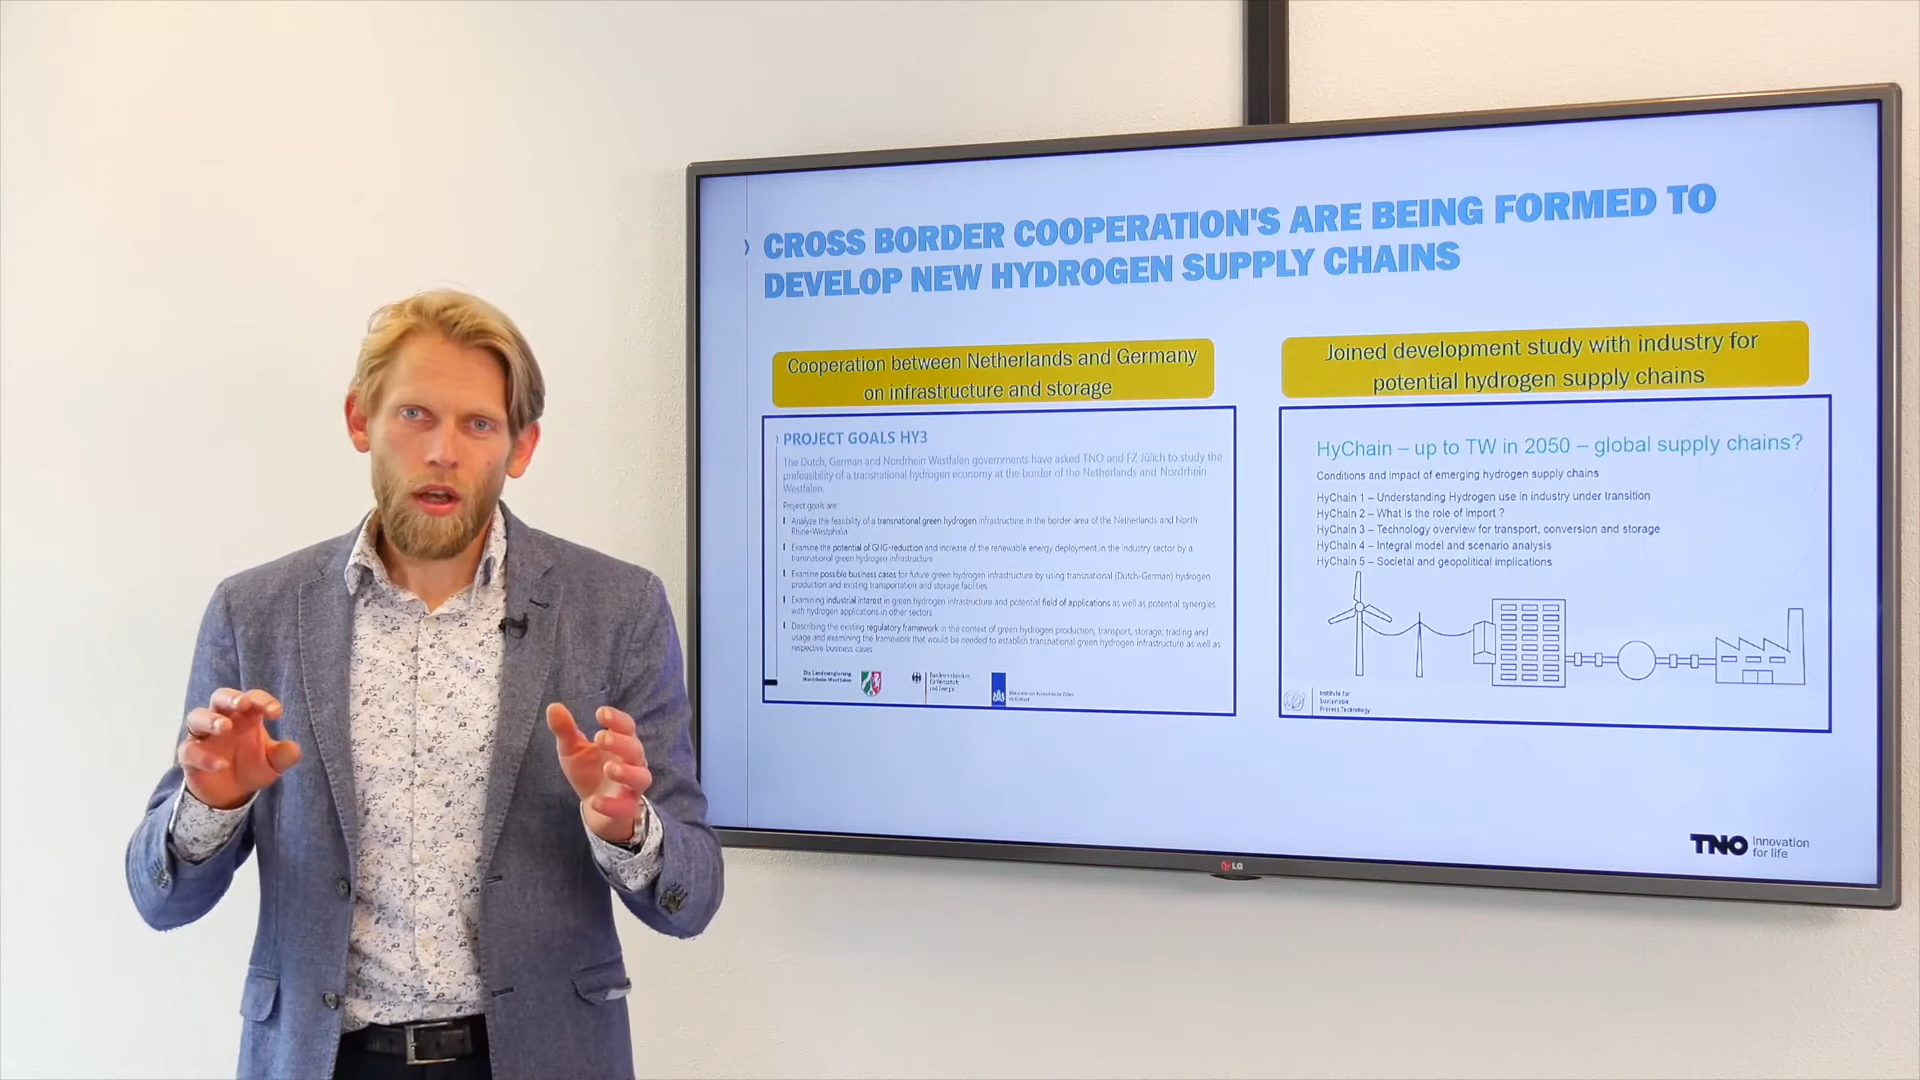 CROSS BORDER COOPERATION'S ARE BEING FORMED TO
DEVELOP NEW HYDROGEN SUPPLY CHAINS
Cooperation between Netherlands and Germany
on infrastructure and storage
PROJECT GOALS HY3
The Dutch, German and Nordrhein Westfalen governments have asked TNO and FZ Jülich to study the
prefeasibility of a transnational hydrogen economy at the border of the Netherlands and Nordrhein
Westfalen.
Project goals are:
Analyze the feasibility of a transnational green hydrogen infrastructure in the border area of the Netherlands and North
Rhine-Westphalia
Examine the potential of GHG-reduction and increase of the renewable energy deployment in the industry sector by a
transnational green hydrogen infrastructure
Examine possible business cases for future green hydrogen infrastructure by using transnational (Dutch-German) hydrogen
production and existing transportation and storage facilities
Examining industrial interest in green hydrogen infrastructure and potential field of applications as well as potential synergies
with hydrogen applications in other sectors
Describing the existing regulatory framework in the context of green hydrogen production, transport, storage, trading and
usage and examining the framework that would be needed to establish transnational green hydrogen infrastructure as well as
respective business cases
Die Landesregierung
Nordrhein-Westfalen
Joined development study with industry for
potential hydrogen supply chains
HyChain – up to TW in 2050 – global supply chains?
Conditions and impact of emerging hydrogen supply chains
HyChain 1 – Understanding Hydrogen use in industry under transition
HyChain 2 – What is the role of import ?
HyChain 3 – Technology overview for transport, conversion and storage
HyChain 4 – Integral model and scenario analysis
HyChain 5 – Societal and geopolitical implications
Institute for
Sustainable
Process Technology
TNO innovation
for life
LG